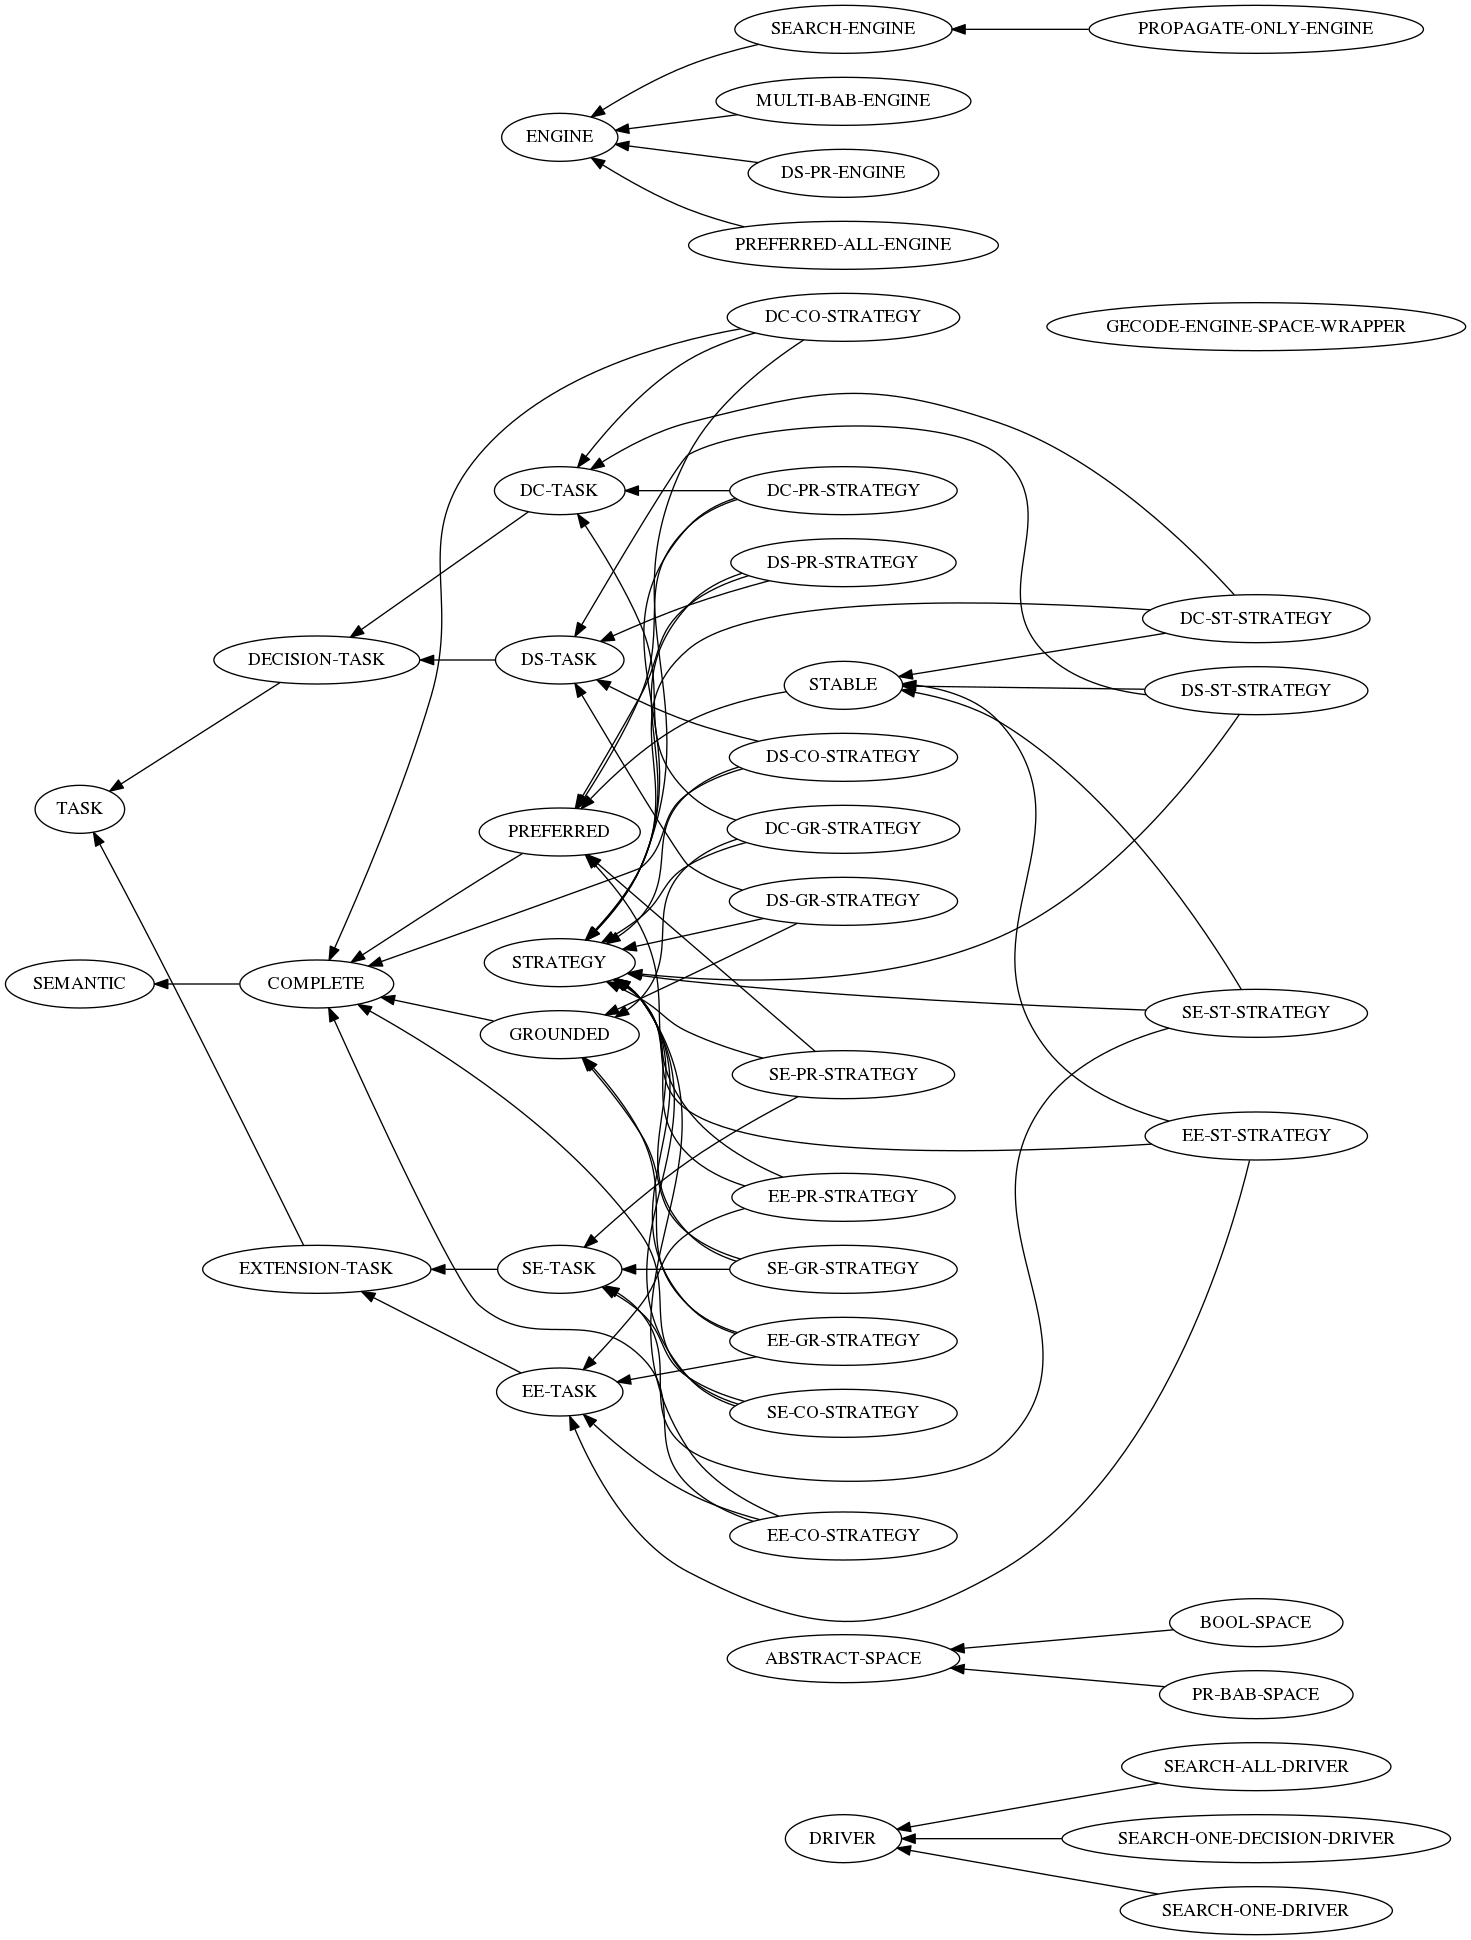 SEARCH-ENGINE
PROPAGATE-ONLY-ENGINE
MULTI-BAB-ENGINE
ENGINE
DS-PR-ENGINE
PREFERRED-ALL-ENGINE
DC-CO-STRATEGY
GECODE-ENGINE-SPACE-WRAPPER
DC-TASK
DC-PR-STRATEGY
DS-PR-STRATEGY
DC-ST-STRATEGY
DECISION-TASK
DS-TASK
STABLE
DS-ST-STRATEGY
DS-CO-STRATEGY
TASK
PREFERRED
DC-GR-STRATEGY
DS-GR-STRATEGY
STRATEGY
SEMANTIC
COMPLETE
SE-ST-STRATEGY
GROUNDED
SE-PR-STRATEGY
EE-ST-STRATEGY
EE-PR-STRATEGY
EXTENSION-TASK
SE-TASK
SE-GR-STRATEGY
EE-GR-STRATEGY
EE-TASK
SE-CO-STRATEGY
EE-CO-STRATEGY
BOOL-SPACE
ABSTRACT-SPACE
PR-BAB-SPACE
SEARCH-ALL-DRIVER
DRIVER
SEARCH-ONE-DECISION-DRIVER
SEARCH-ONE-DRIVER